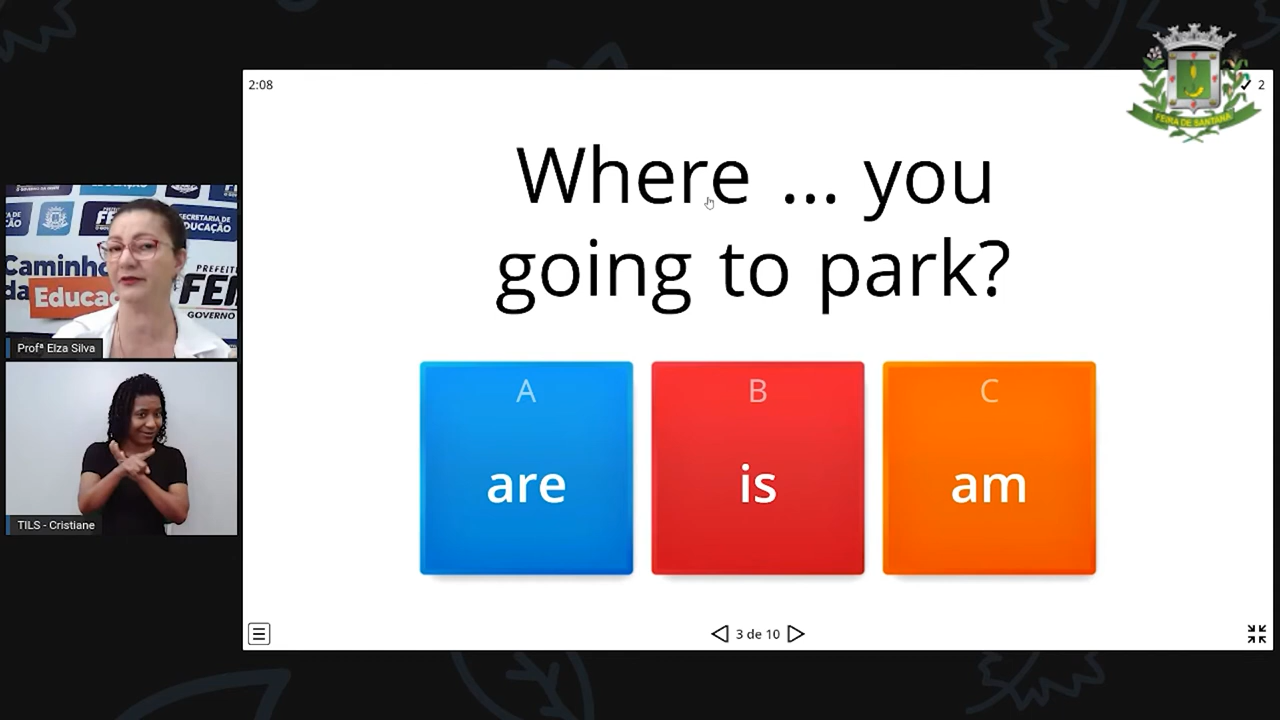 2:08
2
FEIRA DE SANTANA
Where ... you
going to park?
A
B
C
are
is
am
3 de 10
SECRETARIA DE
EDUCAÇÃO
Caminho
da
Educaç
PREFEIT
FEI
GOVERNO
Profª Elza Silva
TILS - Cristiane